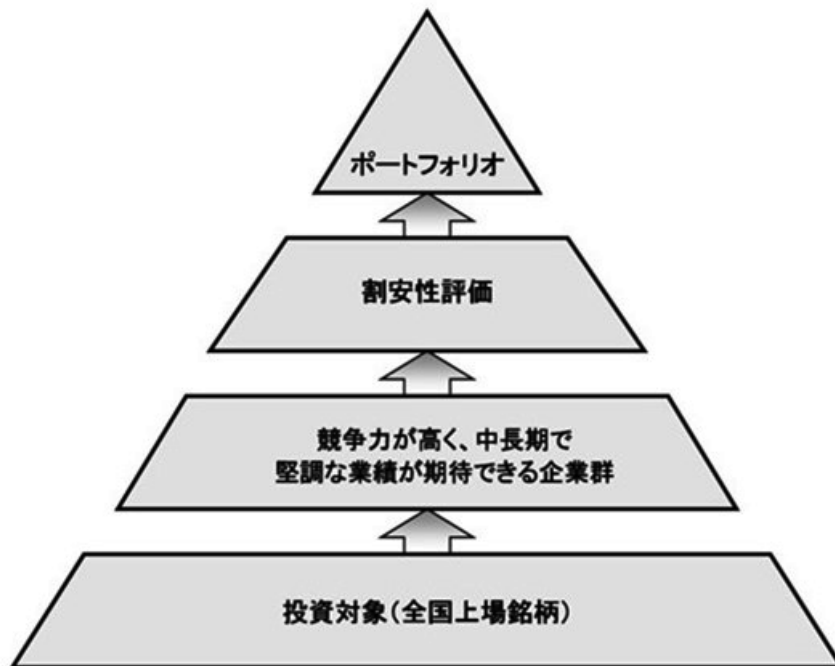 ポートフォリオ
割安性評価
競争力が高く、中長期で
堅調な業績が期待できる企業群
投資対象(全国上場銘柄)